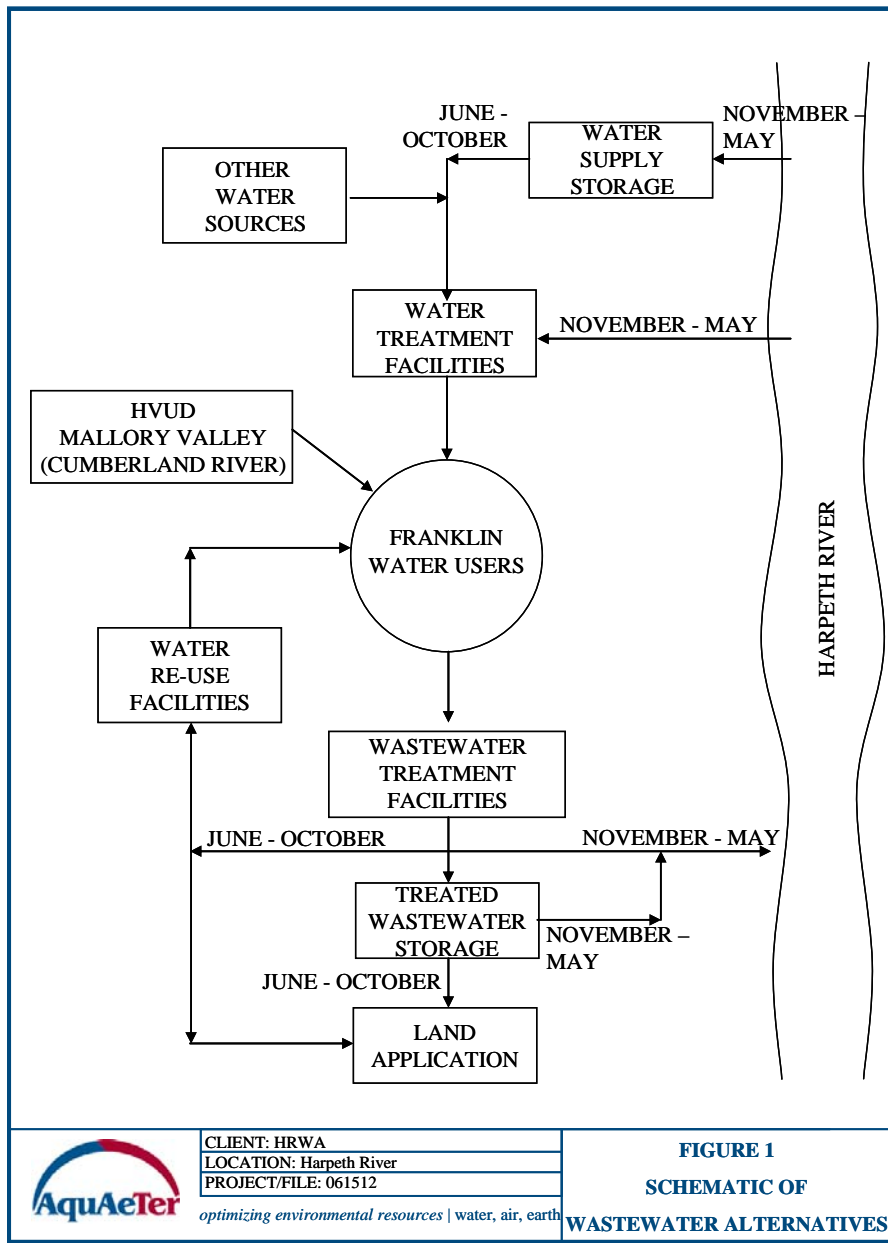 JUNE -
OCTOBER
NOVEMBER –
MAY
WATER
SUPPLY
STORAGE
OTHER
WATER
SOURCES
WATER
TREATMENT
FACILITIES
NOVEMBER - MAY
HVUD
MALLORY VALLEY
(CUMBERLAND RIVER)
FRANKLIN
WATER USERS
HARPETH RIVER
WATER
RE-USE
FACILITIES
WASTEWATER
TREATMENT
FACILITIES
JUNE - OCTOBER
NOVEMBER - MAY
TREATED
WASTEWATER
STORAGE
NOVEMBER –
MAY
JUNE - OCTOBER
LAND
APPLICATION
AquAeTer
CLIENT: HRWA
LOCATION: Harpeth River
PROJECT/FILE: 061512
optimizing environmental resources | water, air, earth
FIGURE 1
SCHEMATIC OF
WASTEWATER ALTERNATIVES